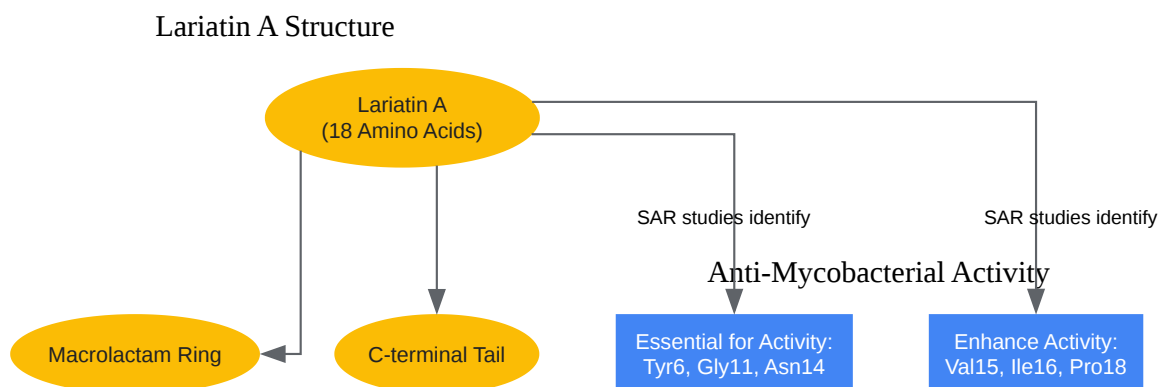 Lariatin A Structure
Lariatin A
(18 Amino Acids)
SAR studies identify
SAR studies identify
Anti-Mycobacterial Activity
Macrolactam Ring
C-terminal Tail
Essential for Activity:
Tyr6, Gly11, Asn14
Enhance Activity:
Val15, Ile16, Pro18